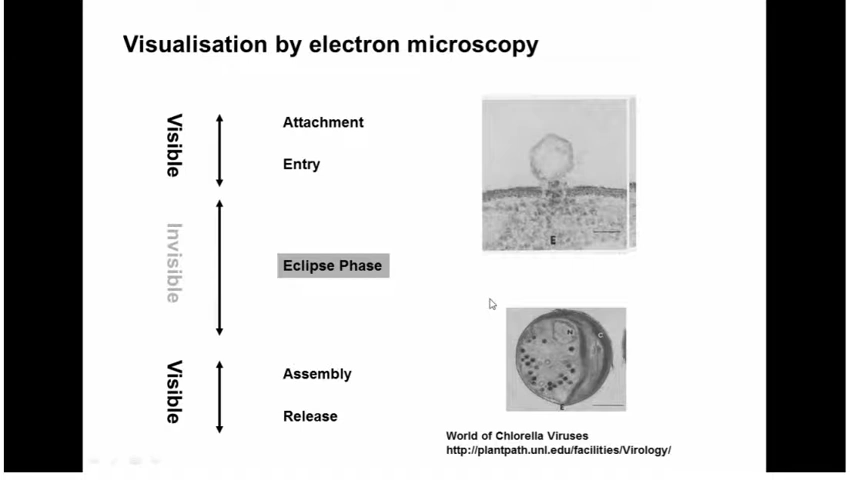 Visualisation by electron microscopy
Visible
Attachment
Entry
Invisible
Eclipse Phase
Visible
Assembly
Release
E
N
C
E
World of Chlorella Viruses
http://plantpath.unl.edu/facilities/Virology/